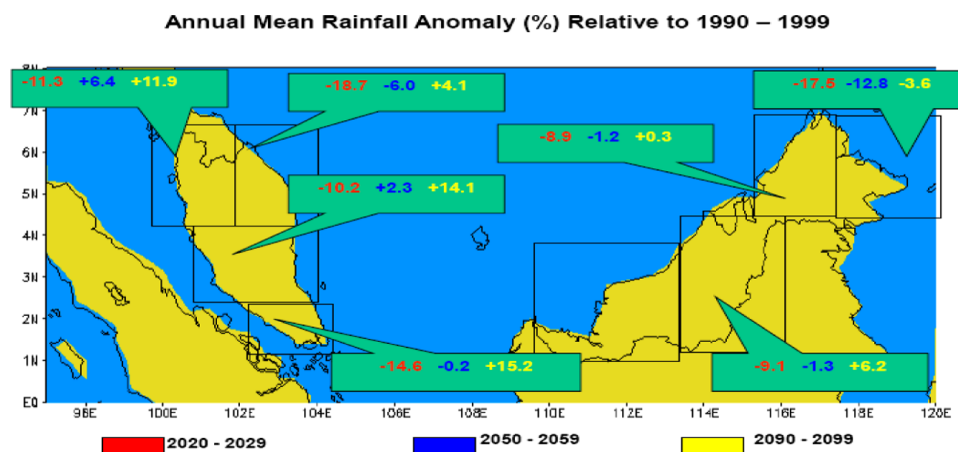 Annual Mean Rainfall Anomaly (%) Relative to 1990 – 1999
-11.3 +6.4 +11.9
-18.7 -6.0 +4.1
-17.5 -12.8 -3.6
7N
-8.9 -1.2 +0.3
6N
-10.2 +2.3 +14.1
5N
4N
3N
2N
1N
-14.6 -0.2 +15.2
-9.1 -1.3 +6.2
EQ
98E 100E 102E 104E 106E 108E 110E 112E 114E 116E 118E 120E
2020 - 2029 2050 - 2059 2090 - 2099